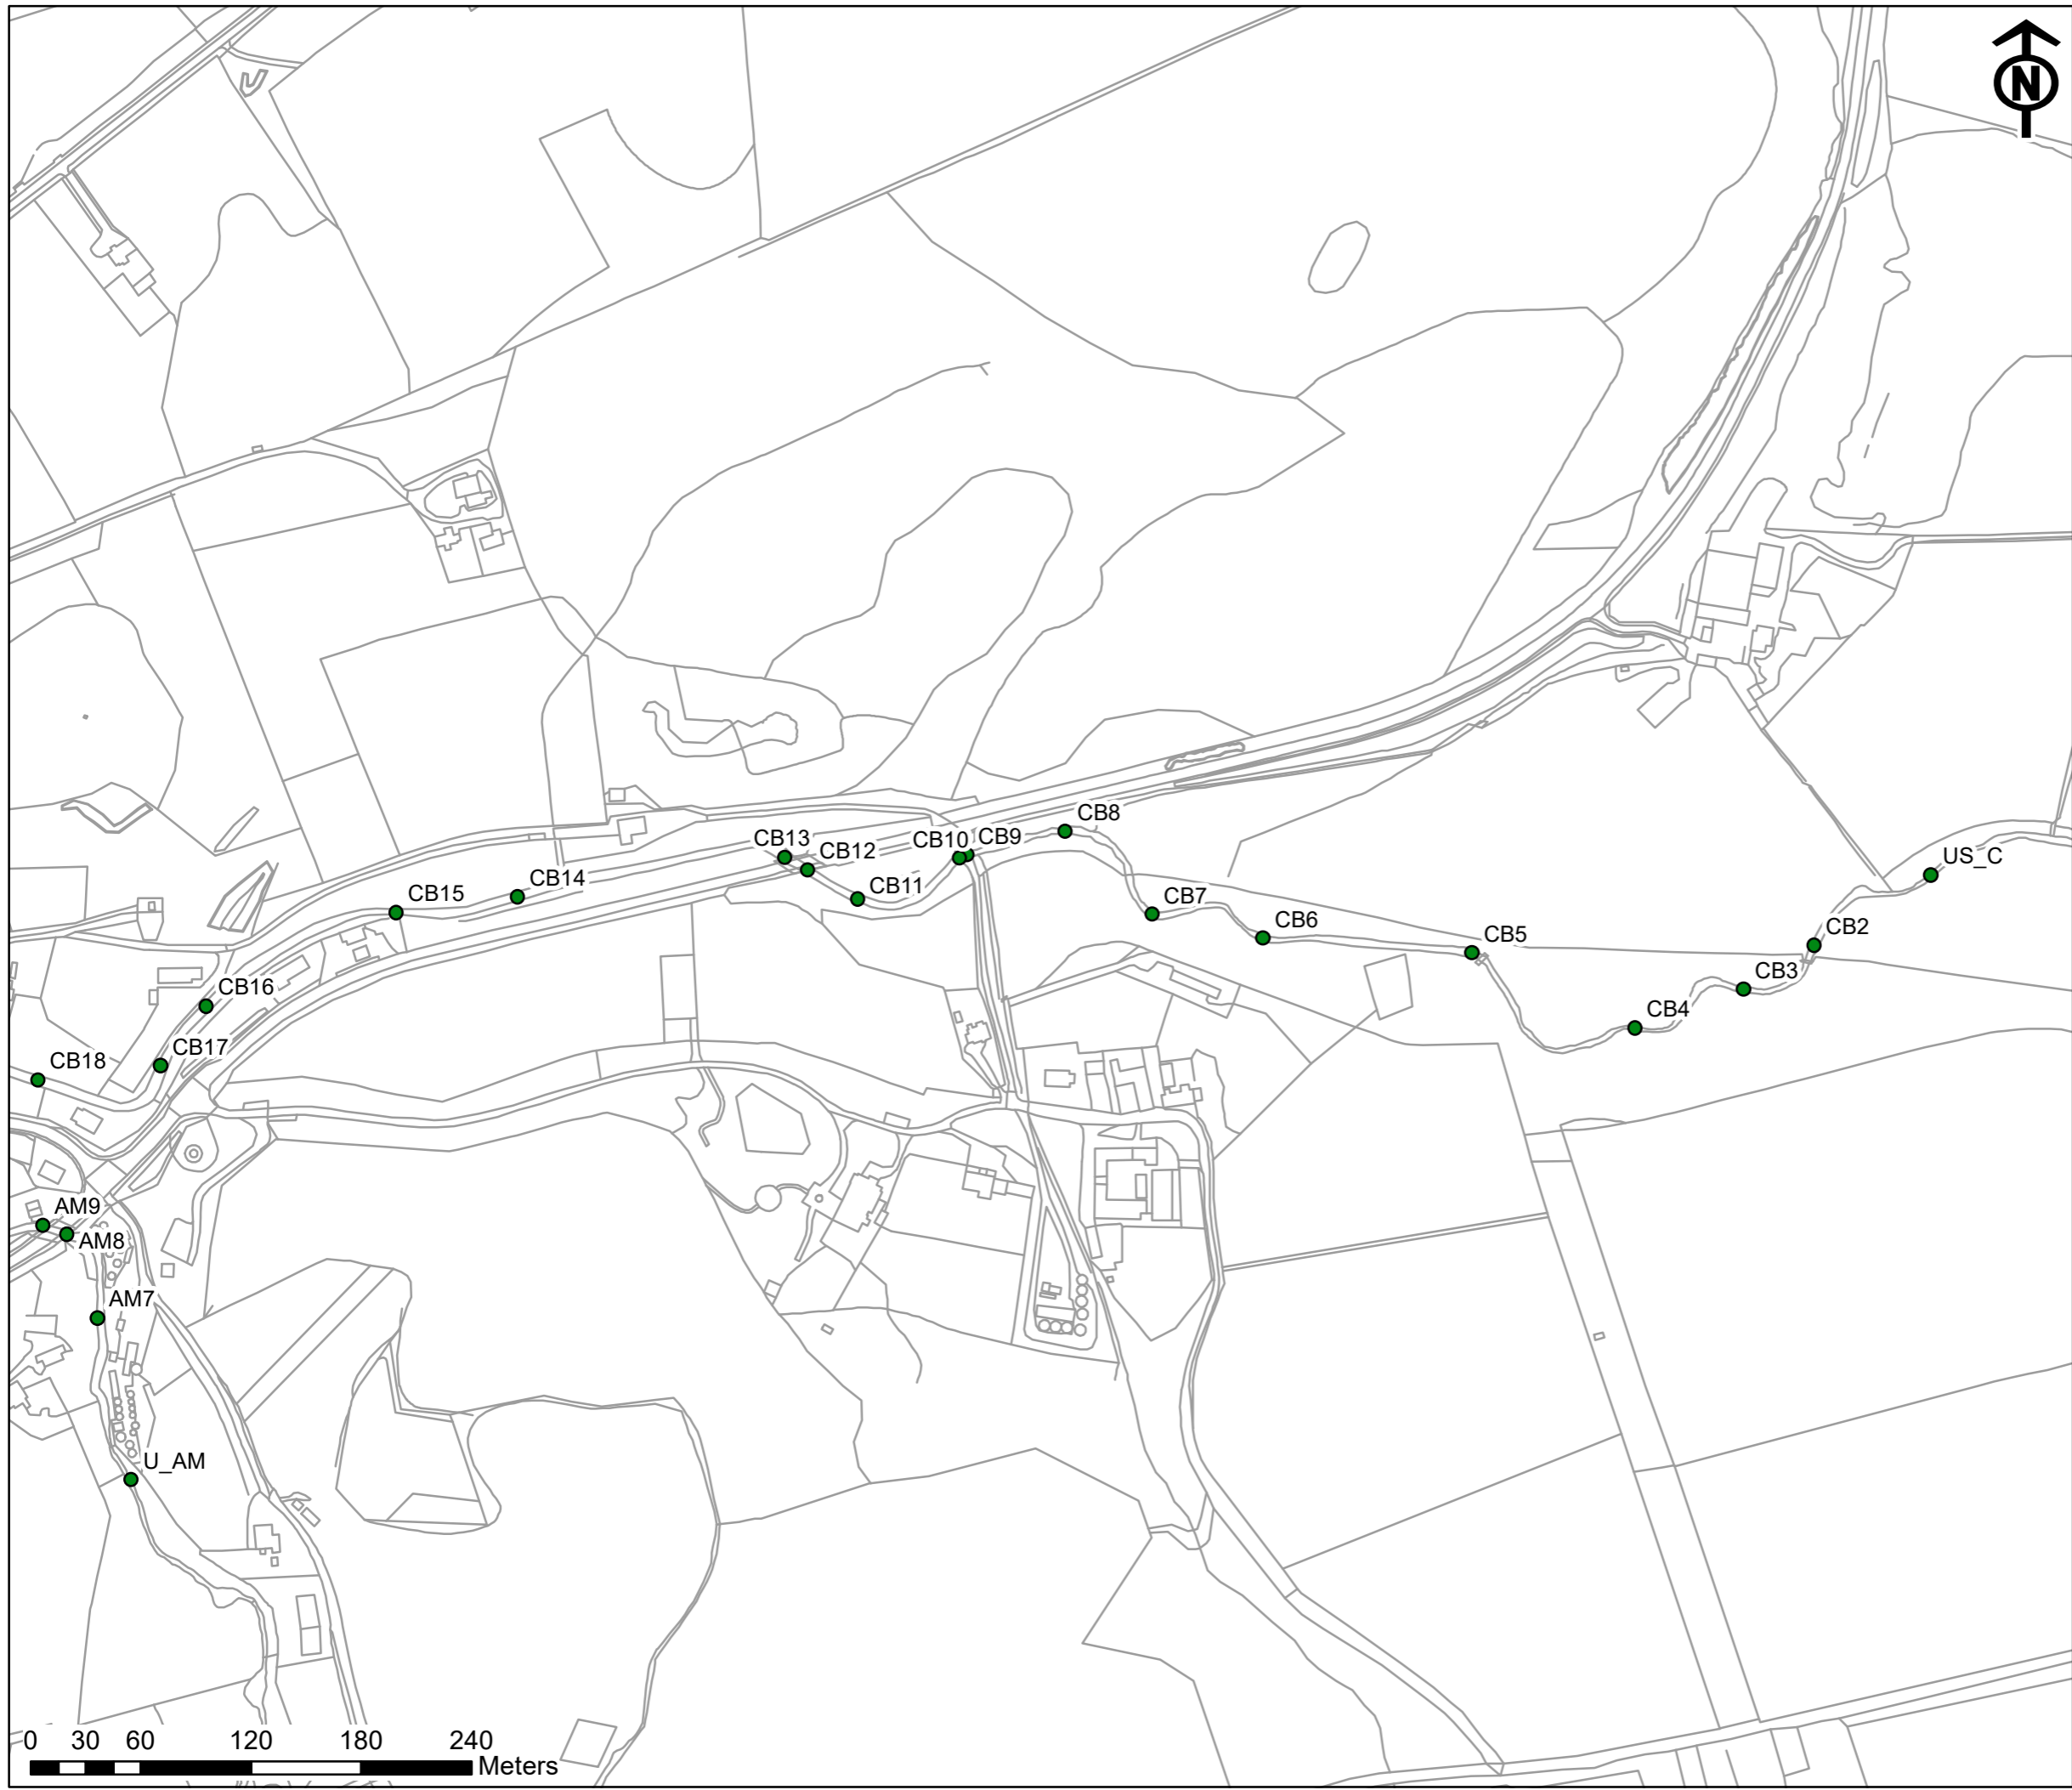 N
CB8
CB13
CB12
CB10
CB9
US_C
CB11
CB14
CB15
CB7
CB6
CB5
CB2
CB3
CB16
CB4
CB17
CB18
AM9
AM8
AM7
U_AM
0 30 60 120 180 240
Meters